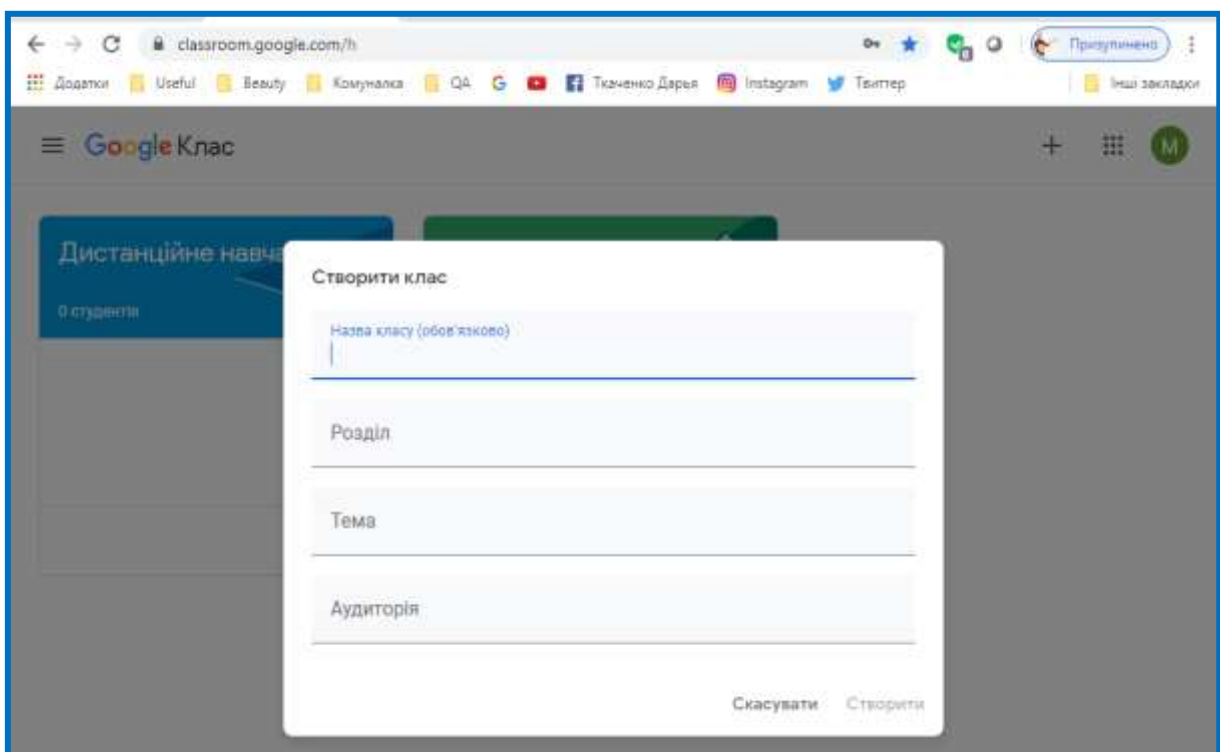 classroom.google.com/h
Призупинено
Додатки Useful Beauty Комуналка QA Ткаченко Дарья Instagram Твиттер Інші закладки
Google Клас
M
Дистанційне навча
0 студентів
Створити клас
Назва класу (обов'язково)
Розділ
Тема
Аудиторія
Скасувати Створити